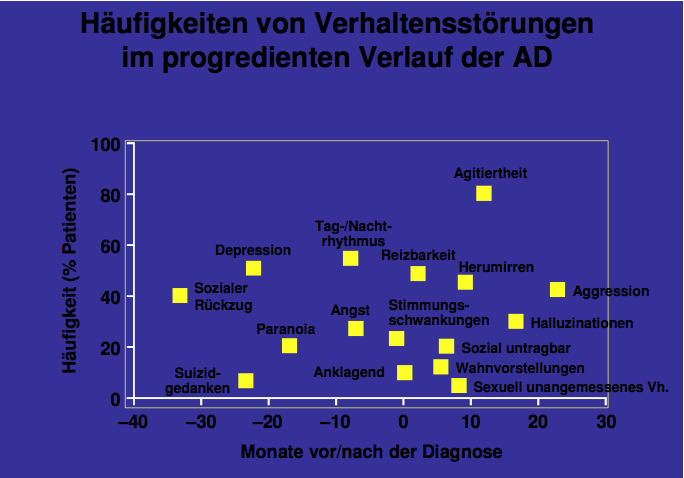 Häufigkeiten von Verhaltensstörungen
im progredienten Verlauf der AD
Häufigkeit (% Patienten)
100
80
60
40
20
0
Agitiertheit
Tag-/Nacht-
rhythmus
Depression
Reizbarkeit
Herumirren
Sozialer
Rückzug
Aggression
Angst
Stimmungs-
schwankungen
Halluzinationen
Paranoia
Sozial untragbar
Suizid-
gedanken
Anklagend
Wahnvorstellungen
Sexuell unangemessenes Vh.
–40 –30 –20 –10 0 10 20 30
Monate vor/nach der Diagnose